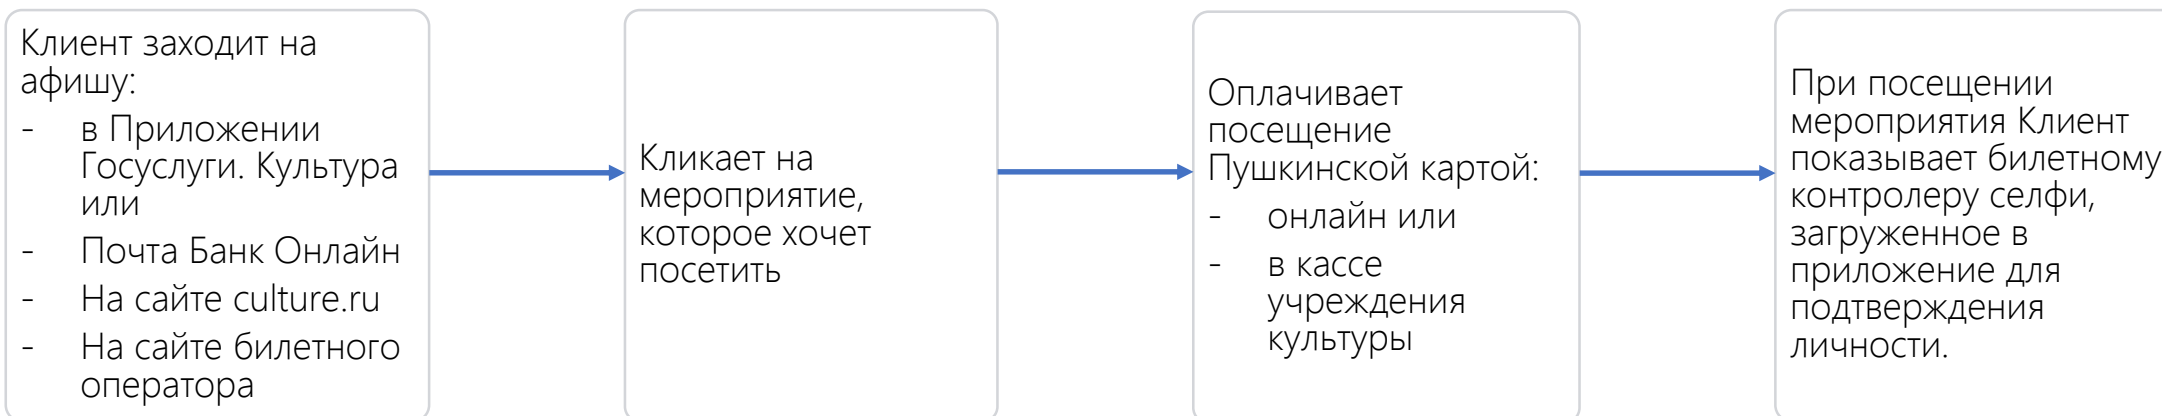 Клиент заходит на
афишу:
- в Приложении
Госуслуги. Культура
или
- Почта Банк Онлайн
- На сайте culture.ru
- На сайте билетного
оператора
Кликает на
мероприятие,
которое хочет
посетить
Оплачивает
посещение
Пушкинской картой:
- онлайн или
- в кассе
учреждения
культуры
При посещении
мероприятия Клиент
показывает билетному
контролеру селфи,
загруженное в
приложение для
подтверждения
личности.